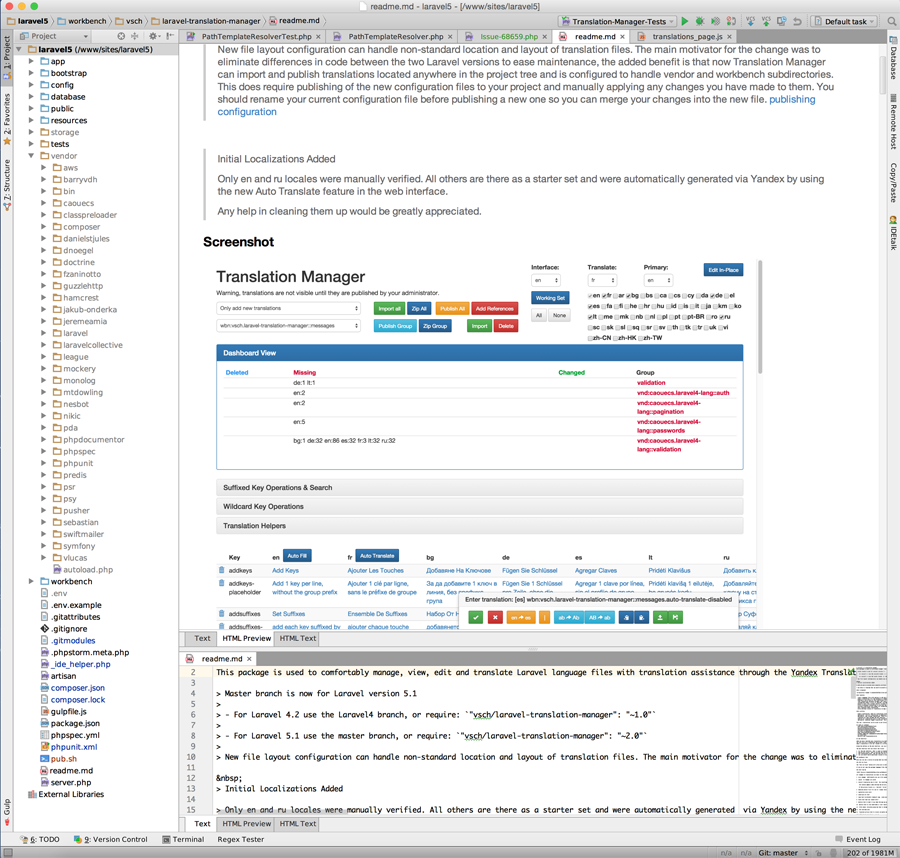 readme.md - laravel5 - [/www/sites/laravel5]
laravel5 workbench vsch laravel-translation-manager readme.md
Translation-Manager-Tests
Default task
Project
PathTemplateResolverTest.php
PathTemplateResolver.php
Issue-68659.php
readme.md
translations_page.js
1: Project
2: Favorites
7: Structure
Gulp
Database
Remote Host
Copy/Paste
IDEtalk
laravel5 (/www/sites/laravel5)
app
bootstrap
config
database
public
resources
storage
tests
vendor
aws
barryvdh
bin
caouecs
classpreloader
composer
danielstjules
dnoegel
doctrine
fzaninotto
guzzlehttp
hamcrest
jakub-onderka
jeremeamia
laravel
laravelcollective
league
mockery
monolog
mtdowling
nesbot
nikic
pda
phpdocumentor
phpspec
phpunit
predis
psr
psy
pusher
sebastian
swiftmailer
symfony
vlucas
autoload.php
workbench
.env
.env.example
.gitattributes
.gitignore
.gitmodules
.phpstorm.meta.php
_ide_helper.php
artisan
composer.json
composer.lock
gulpfile.js
package.json
phpspec.yml
phpunit.xml
pub.sh
readme.md
server.php
External Libraries
New file layout configuration can handle non-standard location and layout of translation files. The main motivator for the change was to
eliminate differences in code between the two Laravel versions to ease maintenance, the added benefit is that now Translation Manager
can import and publish translations located anywhere in the project tree and is configured to handle vendor and workbench subdirectories.
This does require publishing of the new configuration files to your project and manually applying any changes you have made to them. You
should rename your current configuration file before publishing a new one so you can merge your changes into the new file. publishing
configuration
Initial Localizations Added
Only en and ru locales were manually verified. All others are there as a starter set and were automatically generated via Yandex by using
the new Auto Translate feature in the web interface.
Any help in cleaning them up would be greatly appreciated.
Screenshot
Translation Manager
Warning, translations are not visible until they are published by your administrator.
Only add new translations
Import all Zip All Publish All Add References
wbn:vsch.laravel-translation-manager::messages
Publish Group Zip Group Import Delete
Interface: Translate: Primary:
en fr en
Edit In-Place
Working Set
All None
en fr ar bg bs ca cs cy da de el
es fa fi he hr hu id is it ja km ko
lt me mk nb nl pl pt pt-BR ro ru
sc sk sl sq sr sv th tk tr uk vi
zh-CN zh-HK zh-TW
Dashboard View
Deleted Missing Changed Group
de:1 lt:1 validation
en:2 vnd:caouecs.laravel4-lang::auth
en:2 vnd:caouecs.laravel4-
lang::pagination
en:5 vnd:caouecs.laravel4-
lang::passwords
bg:1 de:32 en:86 es:32 fr:3 lt:32 ru:32 vnd:caouecs.laravel4-
lang::validation
Suffixed Key Operations & Search
Wildcard Key Operations
Translation Helpers
Key en Auto Fill fr Auto Translate bg de es lt ru
addkeys Add Keys Ajouter Les Touches Добавяне На Ключове Fügen Sie Schlüssel Agregar Claves Pridėti Klavišus Добавить к
addkeys-
placeholder
Add 1 key per line,
without the group prefix
Ajouter 1 clé par ligne,
sans le préfixe de groupe
За да добавите 1 ключ в
линия, без префикс
група
Fügen Sie 1 Schlüssel
Agregar 1 clave por línea,
Pridėti klavišą 1 eilutėje,
Enter translation: [es] wbn:vsch.laravel-translation-manager::messages.auto-translate-disabled
addsuffixes Set Suffixes Ensemble De Suffixes
addsuffixes add each key suffixed by ajouter chaque touche
en → es ab → Ab AB → ab
Text HTML Preview HTML Text
readme.md
2 This package is used to comfortably manage, view, edit and translate Laravel language files with translation assistance through the Yandex Translat
3
4 > Master branch is now for Laravel version 5.1
5 >
6 > - For Laravel 4.2 use the Laravel4 branch, or require: `"vsch/laravel-translation-manager": "~1.0"`
7 >
8 > - For Laravel 5.1 use the master branch, or require: `"vsch/laravel-translation-manager": "~2.0"`
9 >
10 > New file layout configuration can handle non-standard location and layout of translation files. The main motivator for the change was to eliminat
11
12 &nbsp;
13 > Initial Localizations Added
14
15 > Only en and ru locales were manually verified. All others are there as a starter set and were automatically generated via Yandex by using the ne
Text HTML Preview HTML Text
6: TODO 9: Version Control Terminal Regex Tester
Event Log
n/a n/a Git: master 202 of 1981M